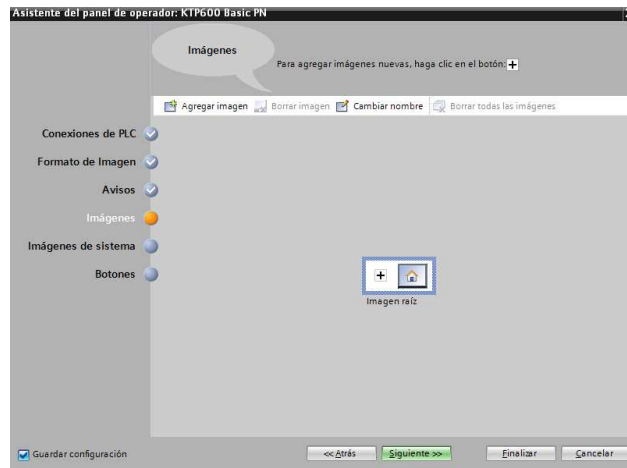 Asistente del panel de operador: KTP600 Basic PN
Imágenes
Para agregar imágenes nuevas, haga clic en el botón:
Agregar imagen Borrar imagen Cambiar nombre Borrar todas las imágenes
Conexiones de PLC
Formato de Imagen
Avisos
Imágenes
Imágenes de sistema
Botones
Imagen raíz
Guardar configuración
<< Atrás Siguiente >> Finalizar Cancelar